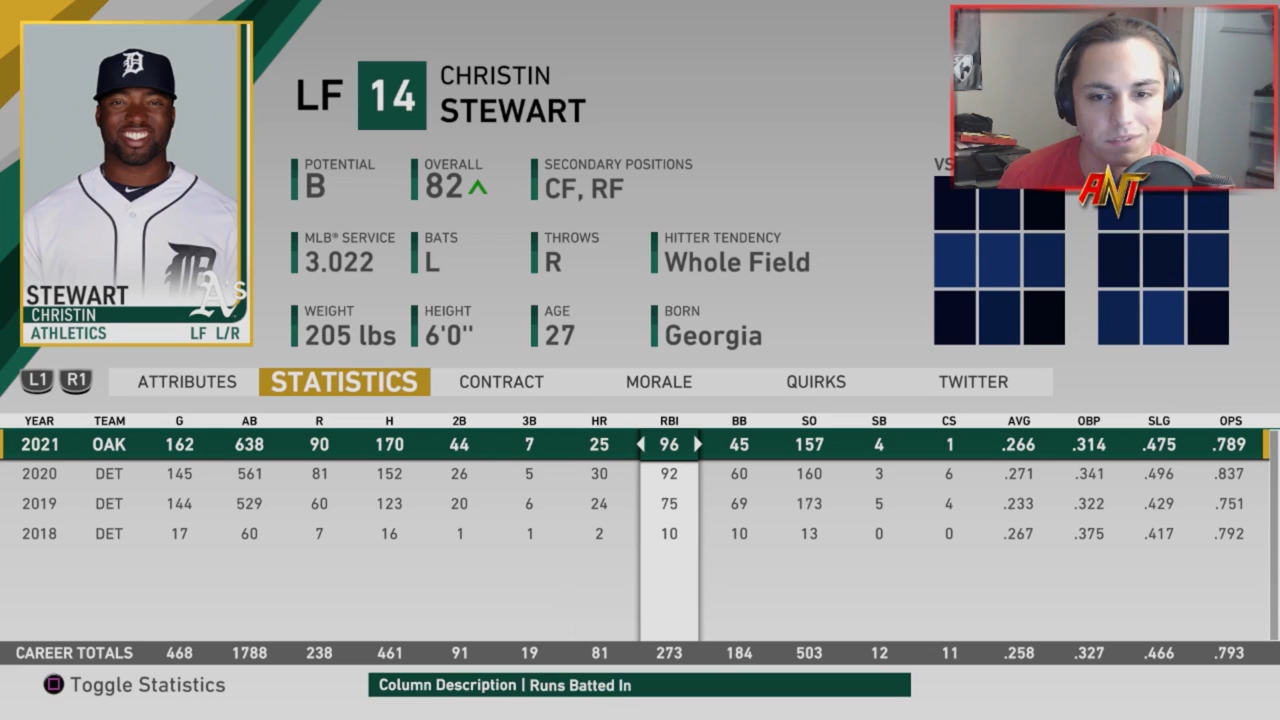 LF 14 CHRISTIN STEWART
STEWART
CHRISTIN
ATHLETICS LF L/R
A's
D
POTENTIAL OVERALL SECONDARY POSITIONS
B 82 CF, RF
VS
ANT
MLB® SERVICE BATS THROWS HITTER TENDENCY
3.022 L R Whole Field
WEIGHT HEIGHT AGE BORN
205 lbs 6'0" 27 Georgia
L1 R1 ATTRIBUTES STATISTICS CONTRACT MORALE QUIRKS TWITTER
YEAR TEAM G AB R H 2B 3B HR RBI BB SO SB CS AVG OBP SLG OPS
2021 OAK 162 638 90 170 44 7 25 96 45 157 4 1 .266 .314 .475 .789
2020 DET 145 561 81 152 26 5 30 92 60 160 3 6 .271 .341 .496 .837
2019 DET 144 529 60 123 20 6 24 75 69 173 5 4 .233 .322 .429 .751
2018 DET 17 60 7 16 1 1 2 10 10 13 0 0 .267 .375 .417 .792
CAREER TOTALS 468 1788 238 461 91 19 81 273 184 503 12 11 .258 .327 .466 .793
Toggle Statistics
Column Description | Runs Batted In